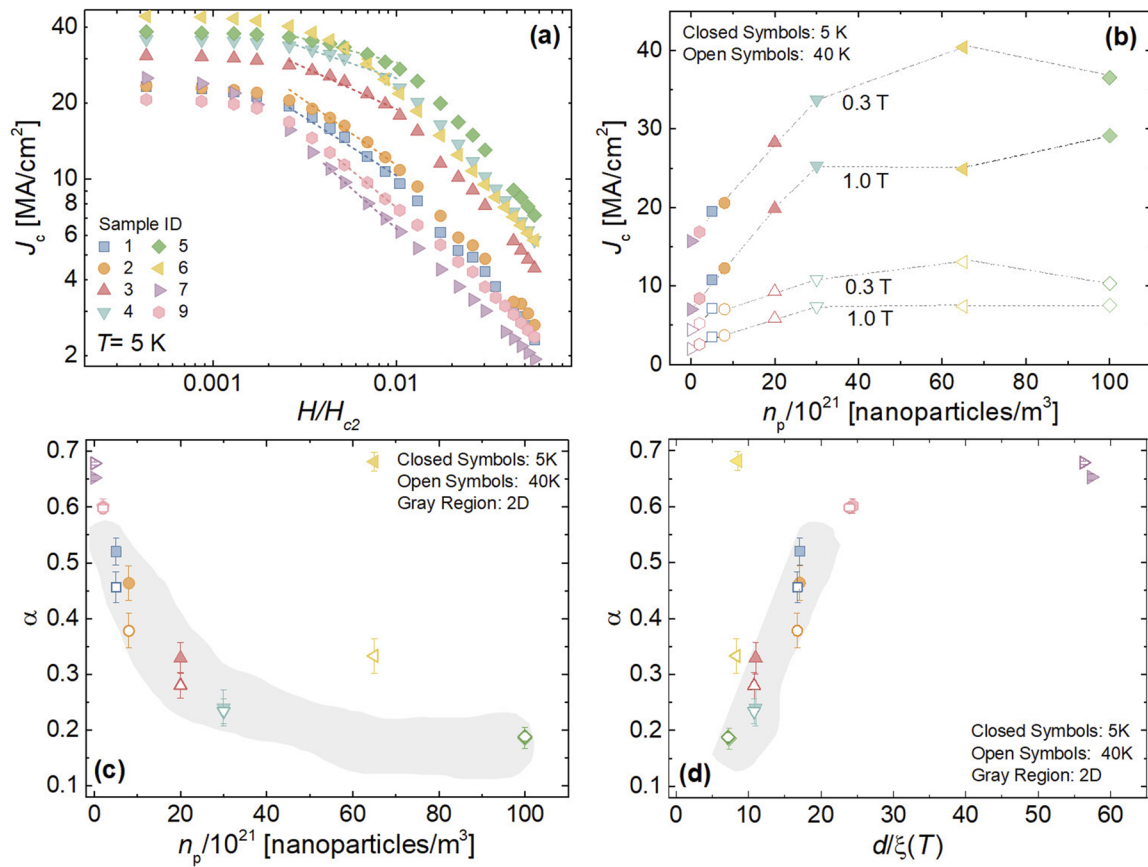 (a)
40
20
10
8
6
4
2
J_c [MA/cm²]
Sample ID
1 5
2 6
3 7
4 9
T= 5 K
0.001 0.01
H/H_c2
(b)
Closed Symbols: 5 K
Open Symbols: 40 K
40
30
20
10
0
J_c [MA/cm²]
0.3 T
1.0 T
0.3 T
1.0 T
0 20 40 60 80 100
n_p/10²¹ [nanoparticles/m³]
0.7
0.6
0.5
0.4
0.3
0.2
0.1
α
Closed Symbols: 5K
Open Symbols: 40K
Gray Region: 2D
(c)
0 20 40 60 80 100
n_p/10²¹ [nanoparticles/m³]
0.7
0.6
0.5
0.4
0.3
0.2
0.1
α
Closed Symbols: 5K
Open Symbols: 40K
Gray Region: 2D
(d)
0 10 20 30 40 50 60
d/ξ(T)